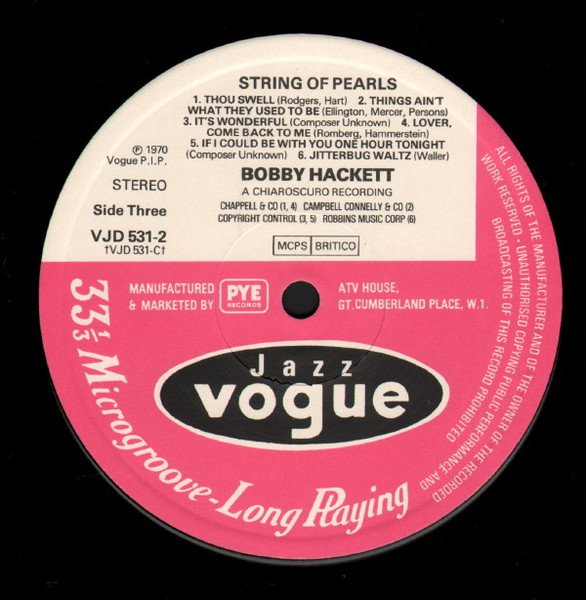 STRING OF PEARLS
1. THOU SWELL (Rodgers, Hart) 2. THINGS AIN'T
WHAT THEY USED TO BE (Ellington, Mercer, Persons)
3. IT'S WONDERFUL (Composer Unknown) 4. LOVER,
COME BACK TO ME (Romberg, Hammerstein)
5. IF I COULD BE WITH YOU ONE HOUR TONIGHT
(Composer Unknown) 6. JITTERBUG WALTZ (Waller)
BOBBY HACKETT
A CHIAROSCURO RECORDING
CHAPPELL & CO (1, 4) CAMPBELL CONNELLY & CO (2)
COPYRIGHT CONTROL (3, 5) ROBBINS MUSIC CORP (6)
℗ 1970
Vogue P.I.P.
STEREO
Side Three
VJD 531-2
†VJD 531-C†
MCPS BRITICO
MANUFACTURED
& MARKETED BY
PYE
RECORDS
ATV HOUSE,
GT. CUMBERLAND PLACE, W.1.
Jazz
vogue
33 1/3 Microgroove - Long Playing
ALL RIGHTS OF THE MANUFACTURER AND OF THE OWNER OF THE RECORDED
WORK RESERVED - UNAUTHORISED COPYING PUBLIC PERFORMANCE AND
BROADCASTING OF THIS RECORD PROHIBITED